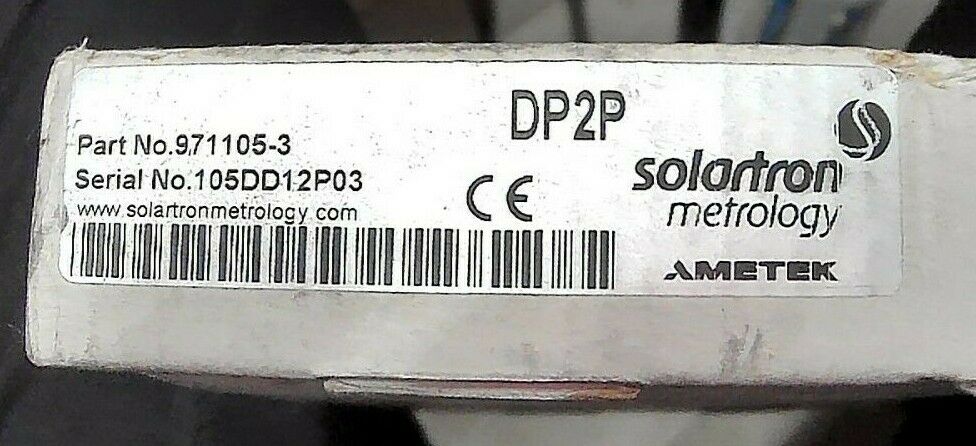 DP2P
Part No.971105-3
Serial No.105DD12P03
www.solartronmetrology.com
CE
solartron
metrology
AMETEK